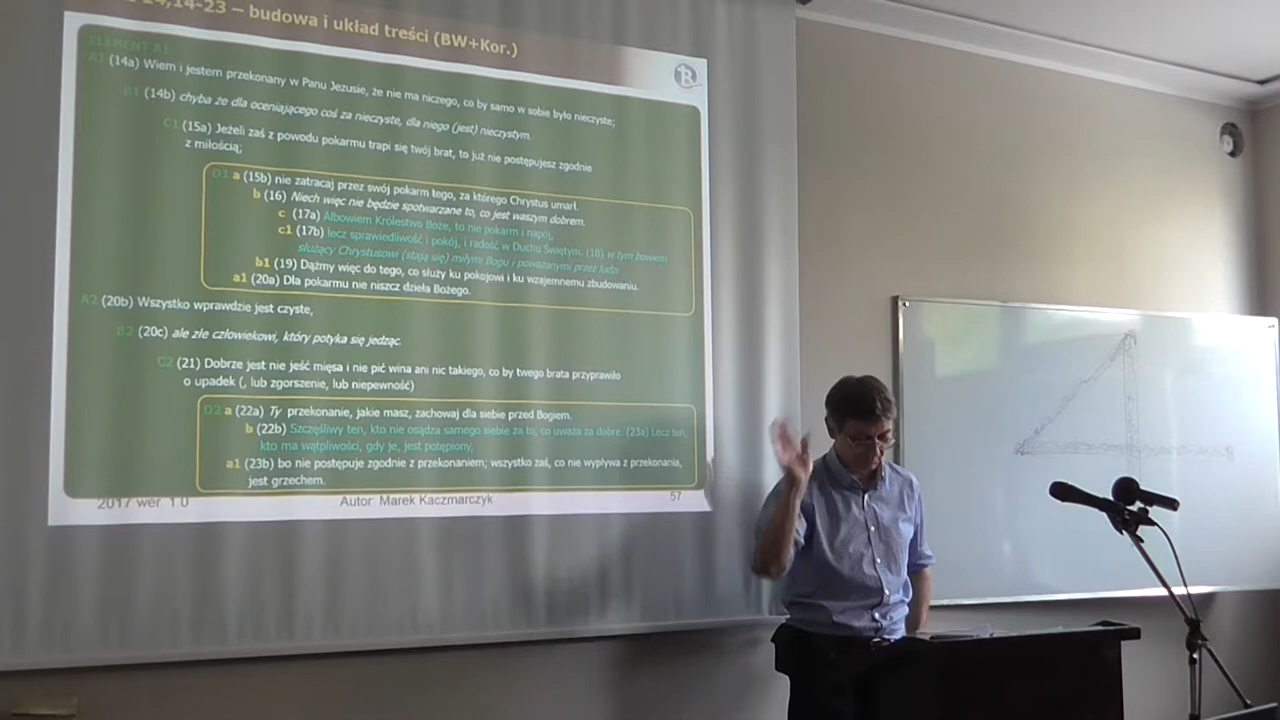 14,14-23 – budowa i układ treści (BW+Kor.)
ELEMENT A1
A1 (14a) Wiem i jestem przekonany w Panu Jezusie, że nie ma niczego, co by samo w sobie było nieczyste;
B1 (14b) chyba że dla oceniającego coś za nieczyste, dla niego (jest) nieczystym.
C1 (15a) Jeżeli zaś z powodu pokarmu trapi się twój brat, to już nie postępujesz zgodnie
z miłością;
D1 a (15b) nie zatracaj przez swój pokarm tego, za którego Chrystus umarł.
b (16) Niech więc nie będzie spotwarzane to, co jest waszym dobrem.
c (17a) Albowiem Królestwo Boże, to nie pokarm i napój,
c1 (17b) lecz sprawiedliwość i pokój, i radość w Duchu Świętym. (18) w tym bowiem
służący Chrystusowi (stają się) miłymi Bogu i poważanymi przez ludzi
b1 (19) Dążmy więc do tego, co służy ku pokojowi i ku wzajemnemu zbudowaniu.
a1 (20a) Dla pokarmu nie niszcz dzieła Bożego.
A2 (20b) Wszystko wprawdzie jest czyste,
B2 (20c) ale złe człowiekowi, który potyka się jedząc.
C2 (21) Dobrze jest nie jeść mięsa i nie pić wina ani nic takiego, co by twego brata przyprawiło
o upadek (, lub zgorszenie, lub niepewność)
D2 a (22a) Ty przekonanie, jakie masz, zachowaj dla siebie przed Bogiem.
b (22b) Szczęśliwy ten, kto nie osądza samego siebie za to, co uważa za dobre. (23a) Lecz ten,
kto ma wątpliwości, gdy je, jest potępiony,
a1 (23b) bo nie postępuje zgodnie z przekonaniem; wszystko zaś, co nie wypływa z przekonania,
jest grzechem.
2017 wer 1.0 Autor: Marek Kaczmarczyk 57